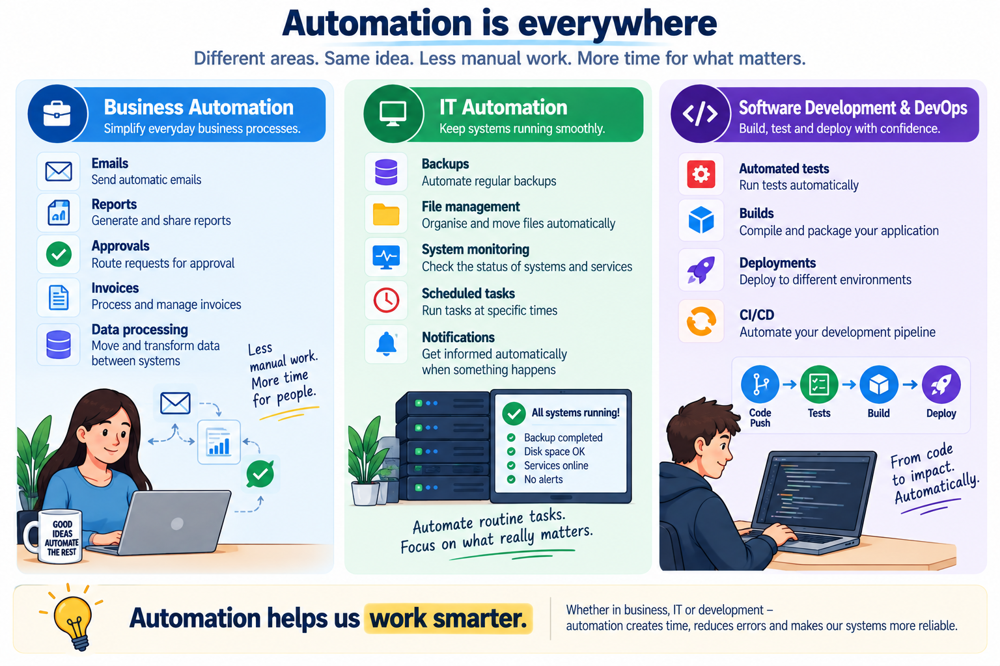 Automation is everywhere
Different areas. Same idea. Less manual work. More time for what matters.
Business Automation
Simplify everyday business processes.
Emails
Send automatic emails
Reports
Generate and share reports
Approvals
Route requests for approval
Invoices
Process and manage invoices
Data processing
Move and transform data
between systems
Less
manual work.
More time
for people.
GOOD
IDEAS
AUTOMATE
THE REST
IT Automation
Keep systems running smoothly.
Backups
Automate regular backups
File management
Organise and move files automatically
System monitoring
Check the status of systems and services
Scheduled tasks
Run tasks at specific times
Notifications
Get informed automatically
when something happens
All systems running!
Backup completed
Disk space OK
Services online
No alerts
Automate routine tasks.
Focus on what really matters.
Software Development & DevOps
Build, test and deploy with confidence.
Automated tests
Run tests automatically
Builds
Compile and package your application
Deployments
Deploy to different environments
CI/CD
Automate your development pipeline
Code
Push
Tests
Build
Deploy
From code
to impact.
Automatically.
Automation helps us work smarter.
Whether in business, IT or development –
automation creates time, reduces errors and makes our systems more reliable.